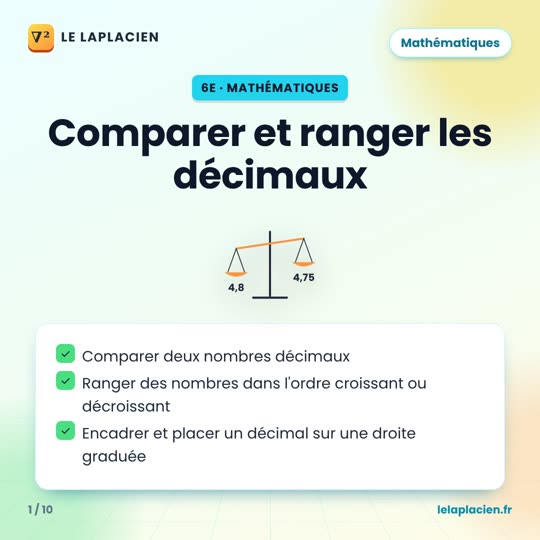 ∇² LE LAPLACIEN
Mathématiques
6E · MATHÉMATIQUES
Comparer et ranger les
décimaux
4,8
4,75
Comparer deux nombres décimaux
Ranger des nombres dans l'ordre croissant ou
décroissant
Encadrer et placer un décimal sur une droite
graduée
1 / 10
lelaplacien.fr